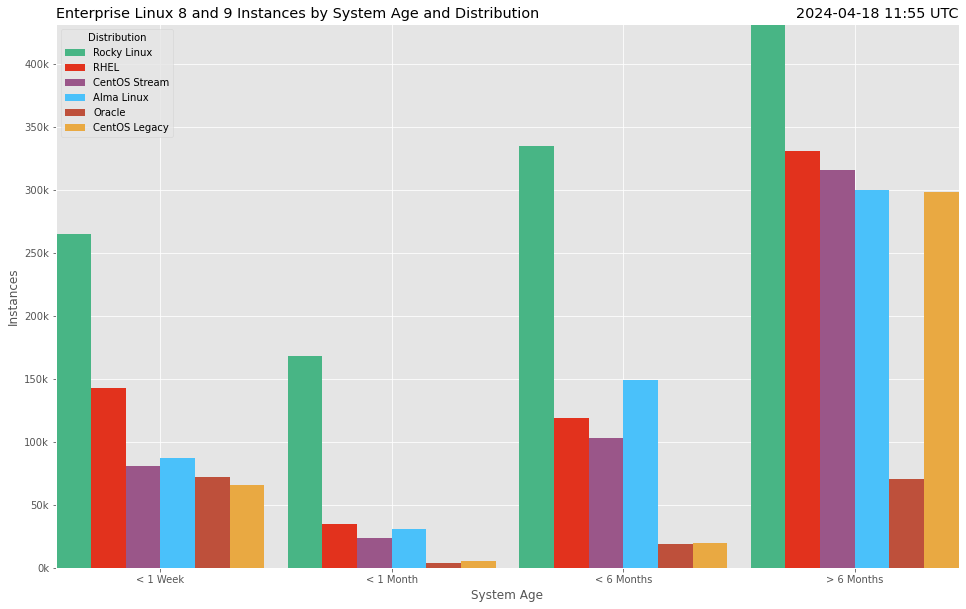 Enterprise Linux 8 and 9 Instances by System Age and Distribution
2024-04-18 11:55 UTC
Distribution
Rocky Linux
RHEL
CentOS Stream
Alma Linux
Oracle
CentOS Legacy
400k
350k
300k
250k
200k
150k
100k
50k
0k
Instances
< 1 Week
< 1 Month
< 6 Months
> 6 Months
System Age